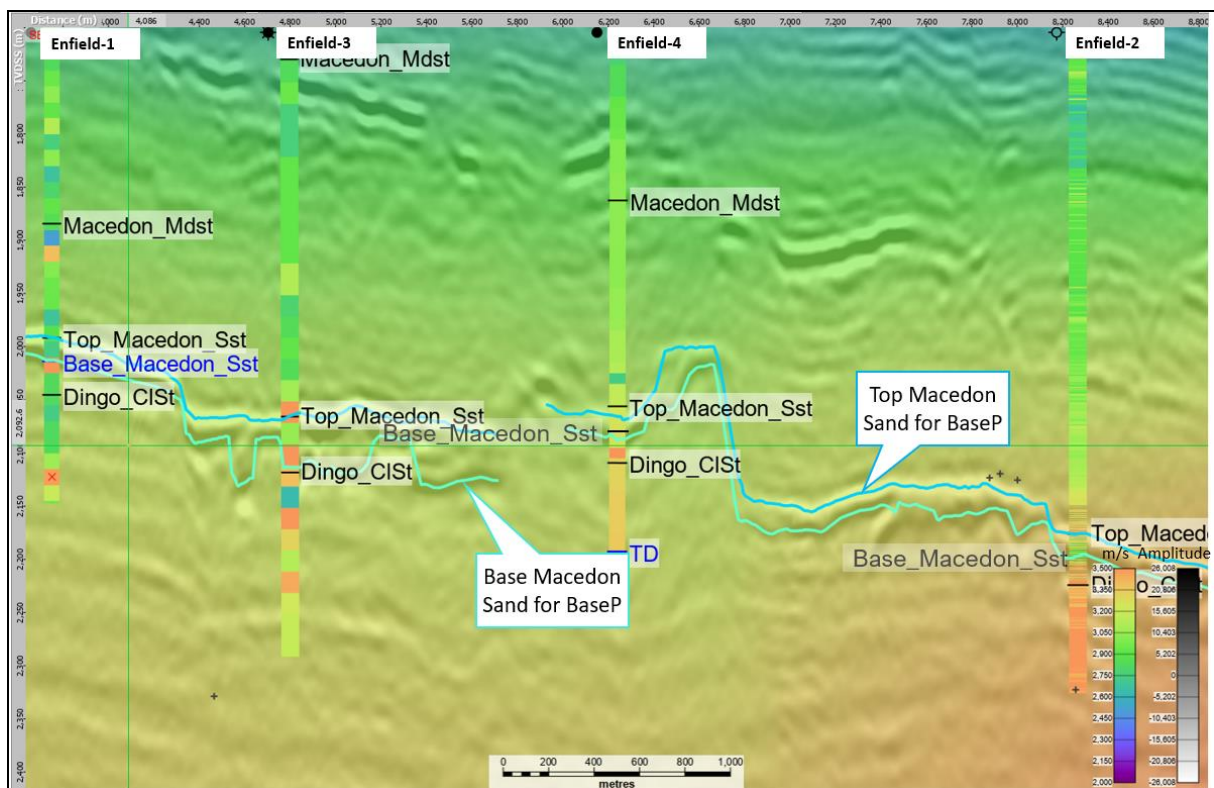 Distance (m)
4,000
4,086
4,400
4,600
4,800
5,000
5,200
5,400
5,600
5,800
6,000
6,200
6,400
6,600
6,800
7,000
7,200
7,400
7,600
7,800
8,000
8,200
8,400
8,600
8,800
TVDSS (m)
Enfield-1
Enfield-3
Enfield-4
Enfield-2
Macedon_Mdst
1,800
1,850
Macedon_Mdst
Macedon_Mdst
1,900
1,950
2,000
Top_Macedon_Sst
Base_Macedon_Sst
Dingo_ClSt
2,092.6
2,100
Top_Macedon_Sst
Base_Macedon_Sst
Dingo_ClSt
Top_Macedon_Sst
Dingo_ClSt
Top Macedon
Sand for BaseP
2,150
2,200
2,250
2,300
2,350
2,400
TD
Base Macedon
Sand for BaseP
Base_Macedon_Sst
m/s Amplitude
3,500
3,350
3,200
3,050
2,900
2,750
2,600
2,450
2,300
2,150
2,000
26,008
20,806
15,605
10,403
5,202
0
-5,202
-10,403
-15,605
-20,806
-26,008
0 200 400 600 800 1,000
metres